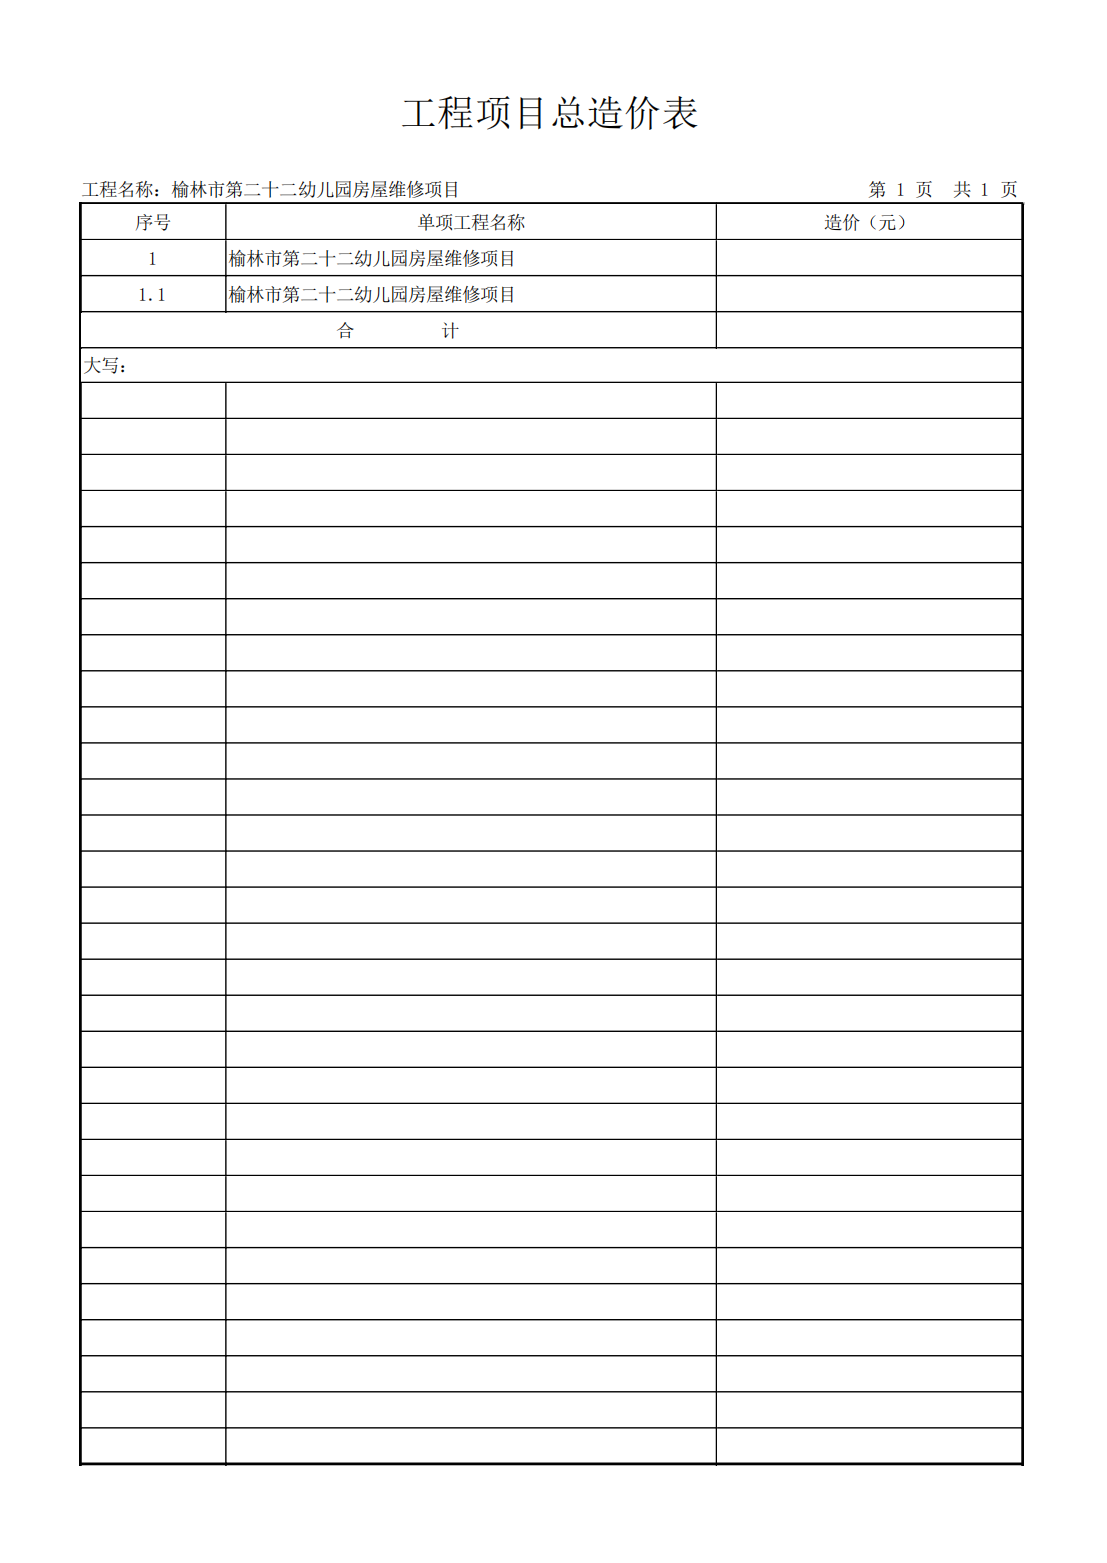 工程项目总造价表
工程名称：榆林市第二十二幼儿园房屋维修项目 第 1 页 共 1 页
序号 单项工程名称 造价（元）
1 榆林市第二十二幼儿园房屋维修项目
1.1 榆林市第二十二幼儿园房屋维修项目
合 计
大写：